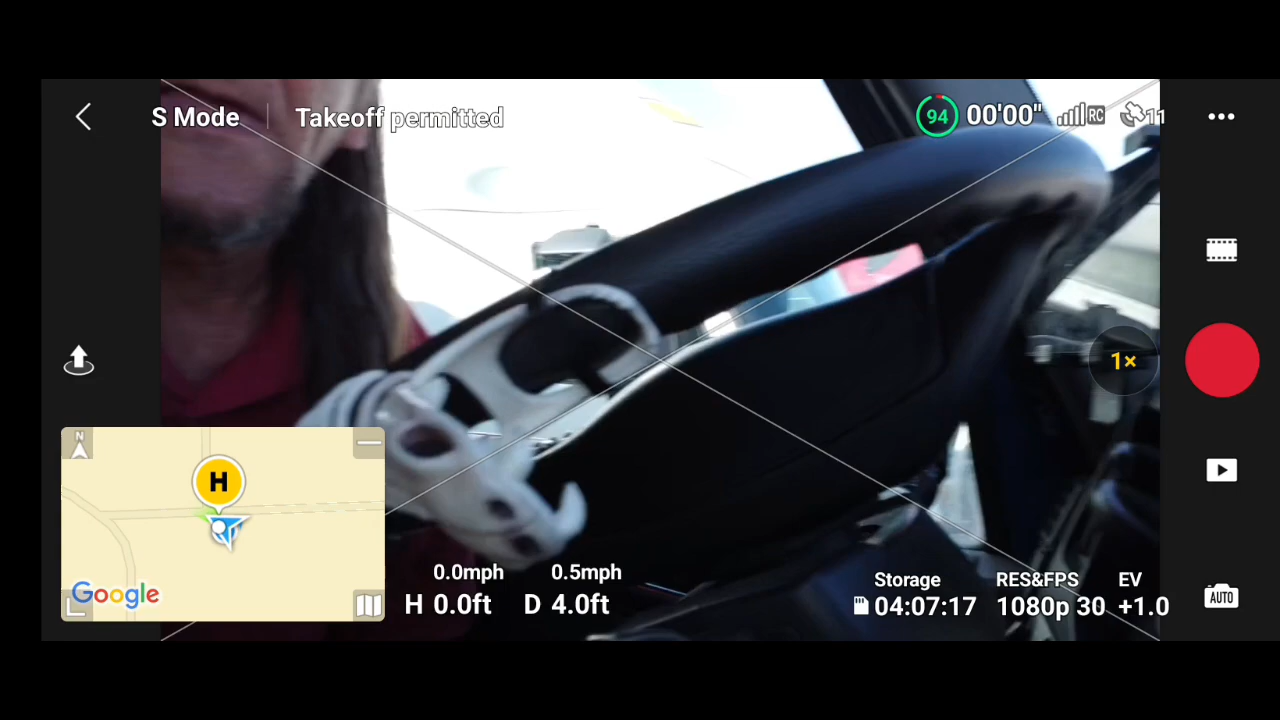 S Mode
Takeoff permitted
94
00'00"
RC
11
N
H
1×
Google
0.0mph
0.5mph
H 0.0ft
D 4.0ft
Storage
RES&FPS
EV
04:07:17
1080p 30
+1.0
AUTO